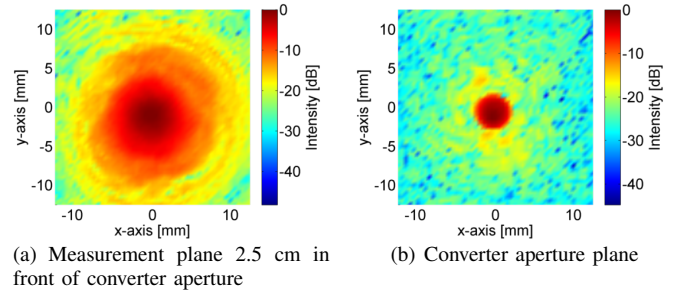 10
5
0
-5
-10
y-axis [mm]
-10 0 10
x-axis [mm]
0
-10
-20
-30
-40
Intensity [dB]
10
5
0
-5
-10
y-axis [mm]
-10 0 10
x-axis [mm]
0
-10
-20
-30
-40
Intensity [dB]
(a) Measurement plane 2.5 cm in
front of converter aperture
(b) Converter aperture plane